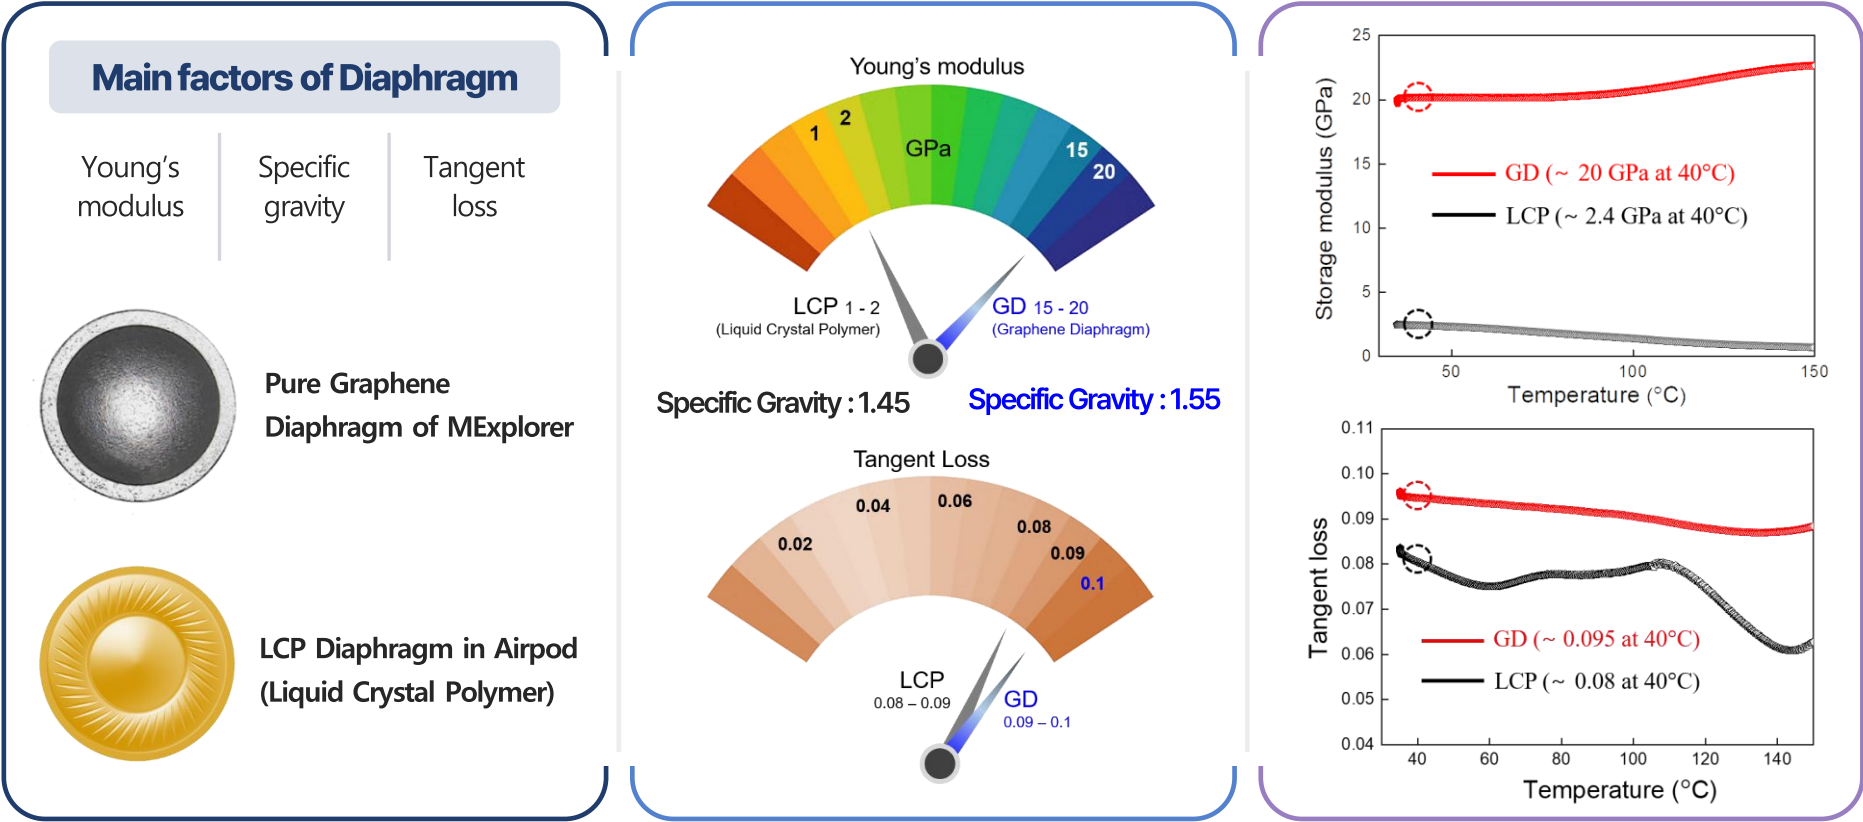 Main factors of Diaphragm
Young's
modulus
Specific
gravity
Tangent
loss
Pure Graphene
Diaphragm of MExplorer
LCP Diaphragm in Airpod
(Liquid Crystal Polymer)
Young's modulus
1
2
GPa
15
20
LCP 1 - 2
(Liquid Crystal Polymer)
GD 15 - 20
(Graphene Diaphragm)
Specific Gravity : 1.45
Specific Gravity : 1.55
Tangent Loss
0.02
0.04
0.06
0.08
0.09
0.1
LCP
0.08 – 0.09
GD
0.09 – 0.1
Storage modulus (GPa)
25
20
15
10
5
0
GD (~ 20 GPa at 40°C)
LCP (~ 2.4 GPa at 40°C)
50
100
150
Temperature (°C)
Tangent loss
0.11
0.10
0.09
0.08
0.07
0.06
0.05
0.04
GD (~ 0.095 at 40°C)
LCP (~ 0.08 at 40°C)
40
60
80
100
120
140
Temperature (°C)